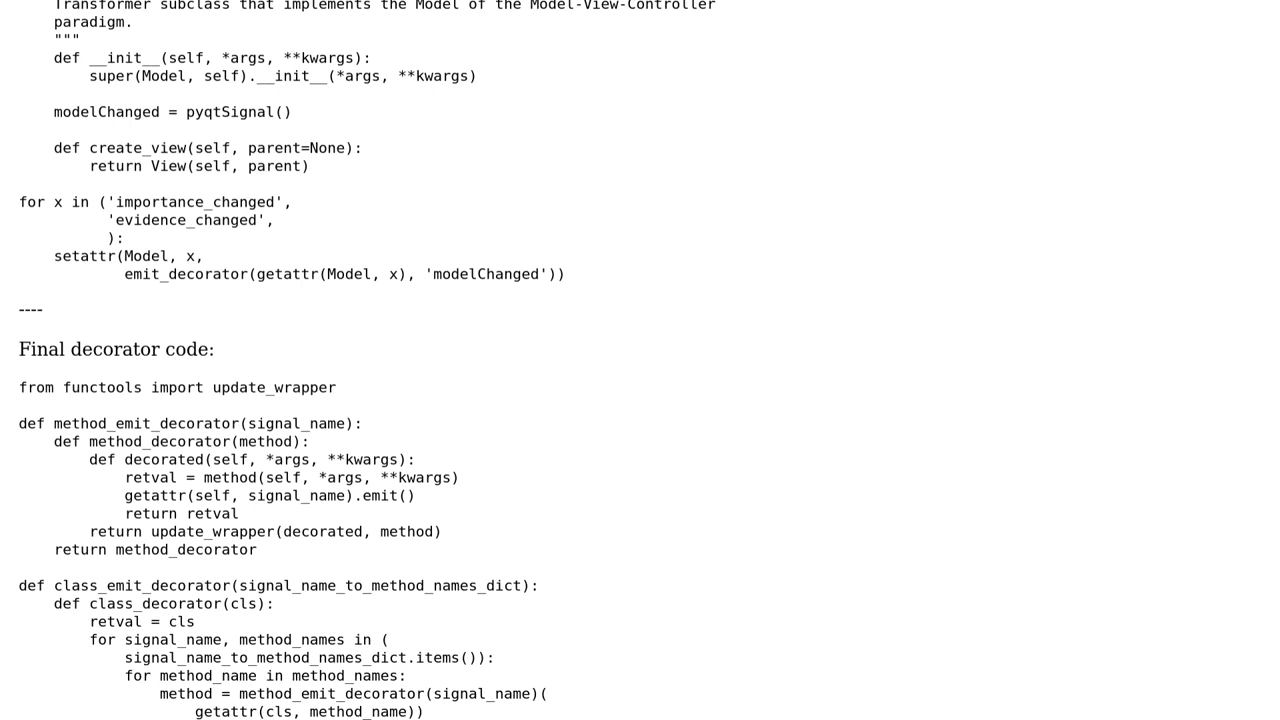 Transformer subclass that implements the Model of the Model-View-Controller
    paradigm.
    """
    def __init__(self, *args, **kwargs):
        super(Model, self).__init__(*args, **kwargs)

    modelChanged = pyqtSignal()

    def create_view(self, parent=None):
        return View(self, parent)

for x in ('importance_changed',
          'evidence_changed',
          ):
    setattr(Model, x,
            emit_decorator(getattr(Model, x), 'modelChanged'))

----

Final decorator code:

from functools import update_wrapper

def method_emit_decorator(signal_name):
    def method_decorator(method):
        def decorated(self, *args, **kwargs):
            retval = method(self, *args, **kwargs)
            getattr(self, signal_name).emit()
            return retval
        return update_wrapper(decorated, method)
    return method_decorator

def class_emit_decorator(signal_name_to_method_names_dict):
    def class_decorator(cls):
        retval = cls
        for signal_name, method_names in (
            signal_name_to_method_names_dict.items()):
            for method_name in method_names:
                method = method_emit_decorator(signal_name)(
                    getattr(cls, method_name))